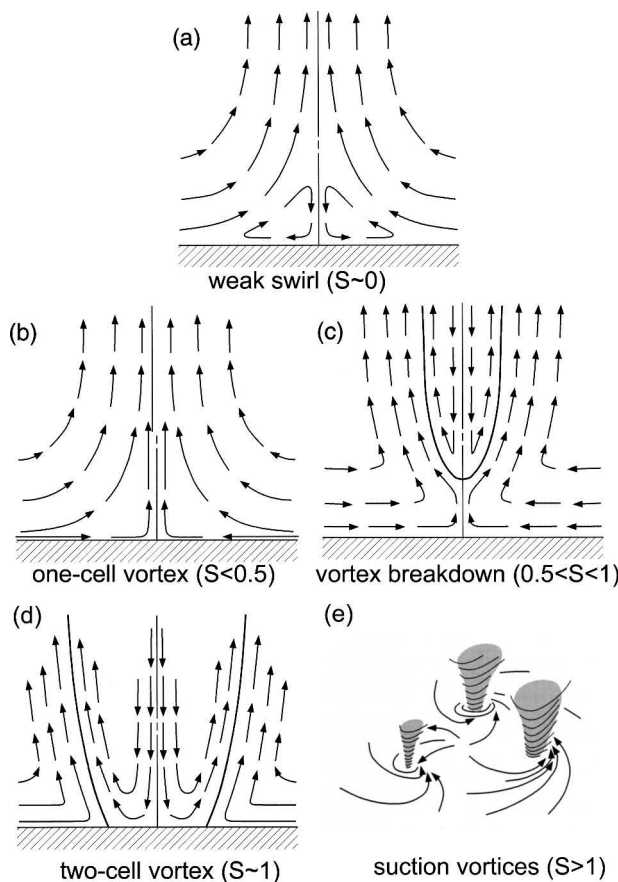 (a)
weak swirl (S~0)
(b)
(c)
one-cell vortex (S<0.5)
vortex breakdown (0.5<S<1)
(d)
(e)
two-cell vortex (S~1)
suction vortices (S>1)